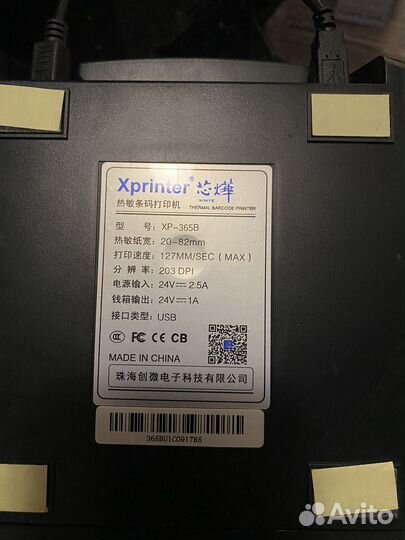 Xprinter® 芯烨
XINYE
热敏条码打印机
THERMAL BARCODE PRINTER
型 号: XP-365B
热敏纸宽: 20-82mm
打印速度: 127MM/SEC (MAX)
分 辨 率: 203 DPI
电源输入: 24V⎓2.5A
钱箱输出: 24V⎓1A
接口类型: USB
CCC FC CE CB
MADE IN CHINA
珠海创微电子科技有限公司
365BU1C091785
Avito